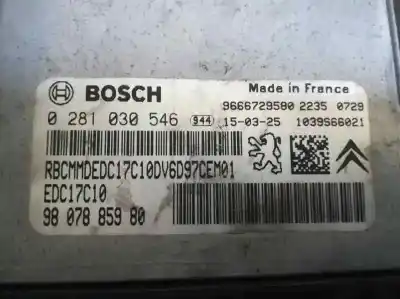 BOSCH
Made in France
9666729580 2235 0729
0 281 030 546 944 15-03-25 1039S66021
RBCMMDEDC17C10DV6D97CEM01
EDC17C10
98 078 859 80